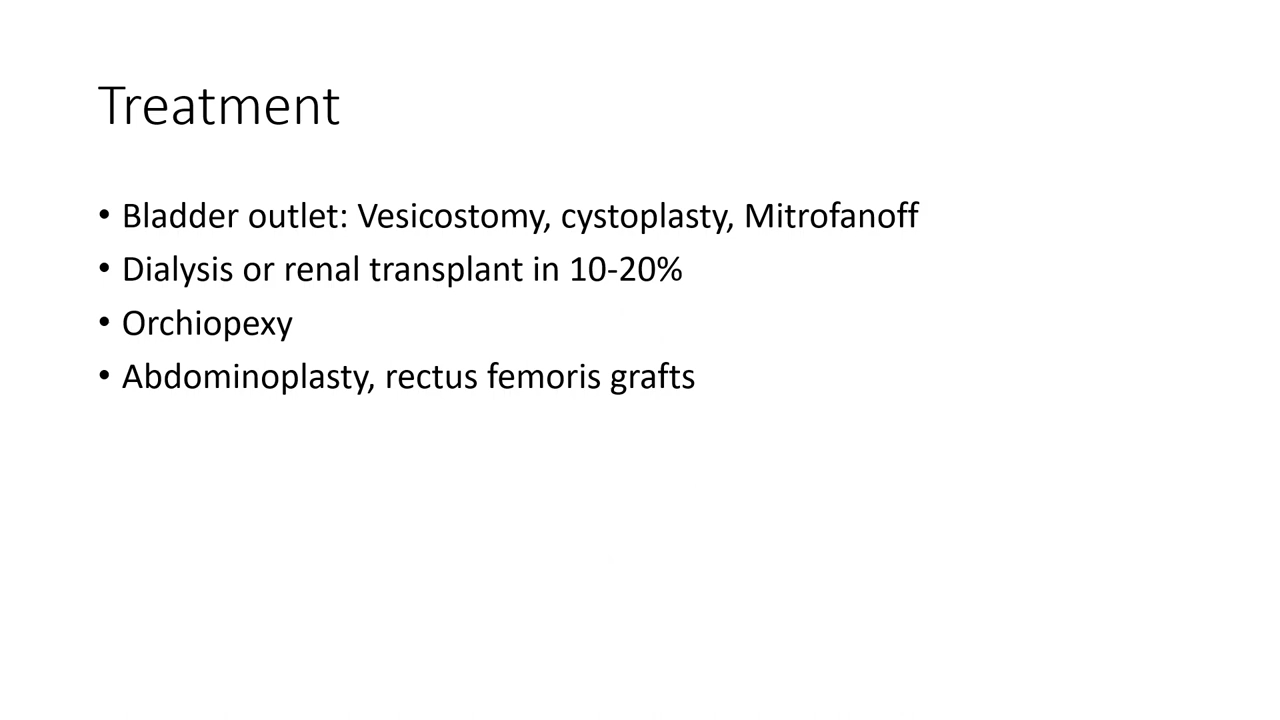 Treatment
• Bladder outlet: Vesicostomy, cystoplasty, Mitrofanoff
• Dialysis or renal transplant in 10-20%
• Orchiopexy
• Abdominoplasty, rectus femoris grafts